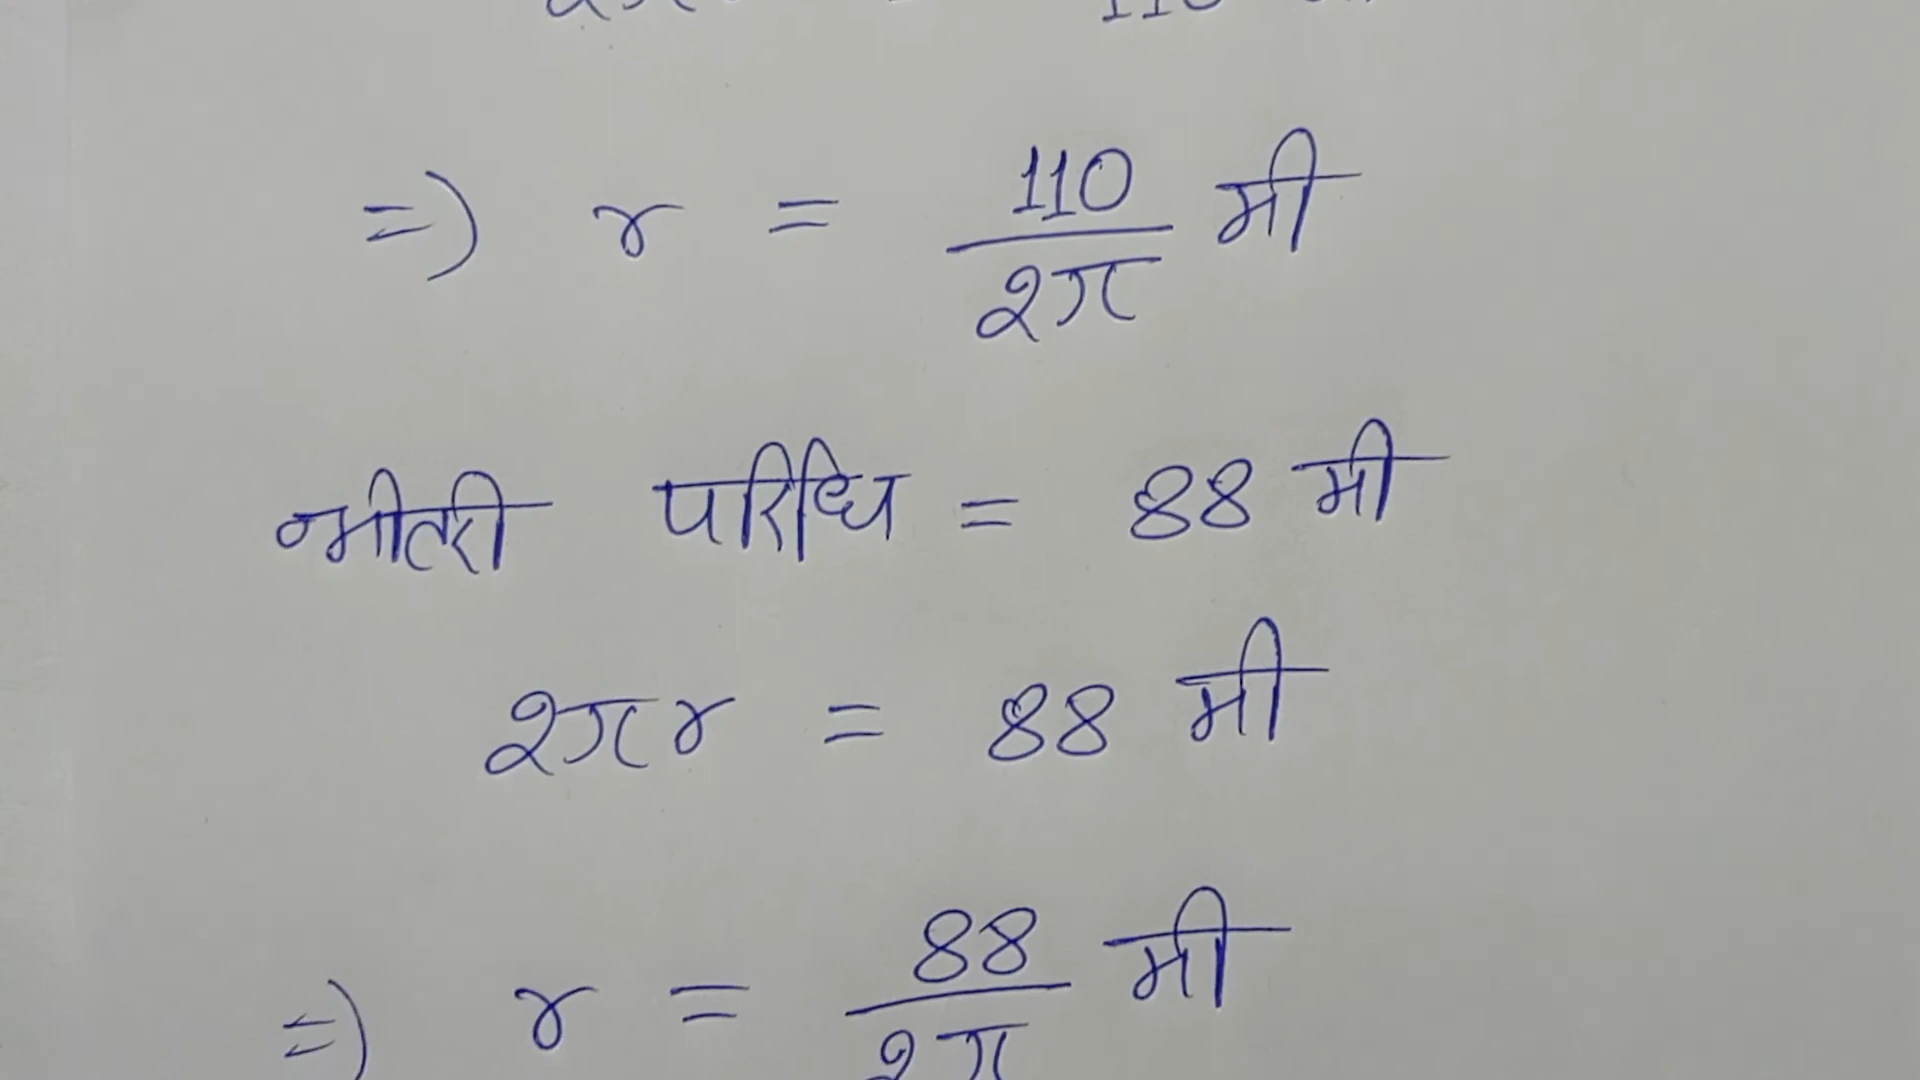 => r = 110/2π मी
भीतरी परिधि = 88 मी
2πr = 88 मी
=> r = 88/2π मी